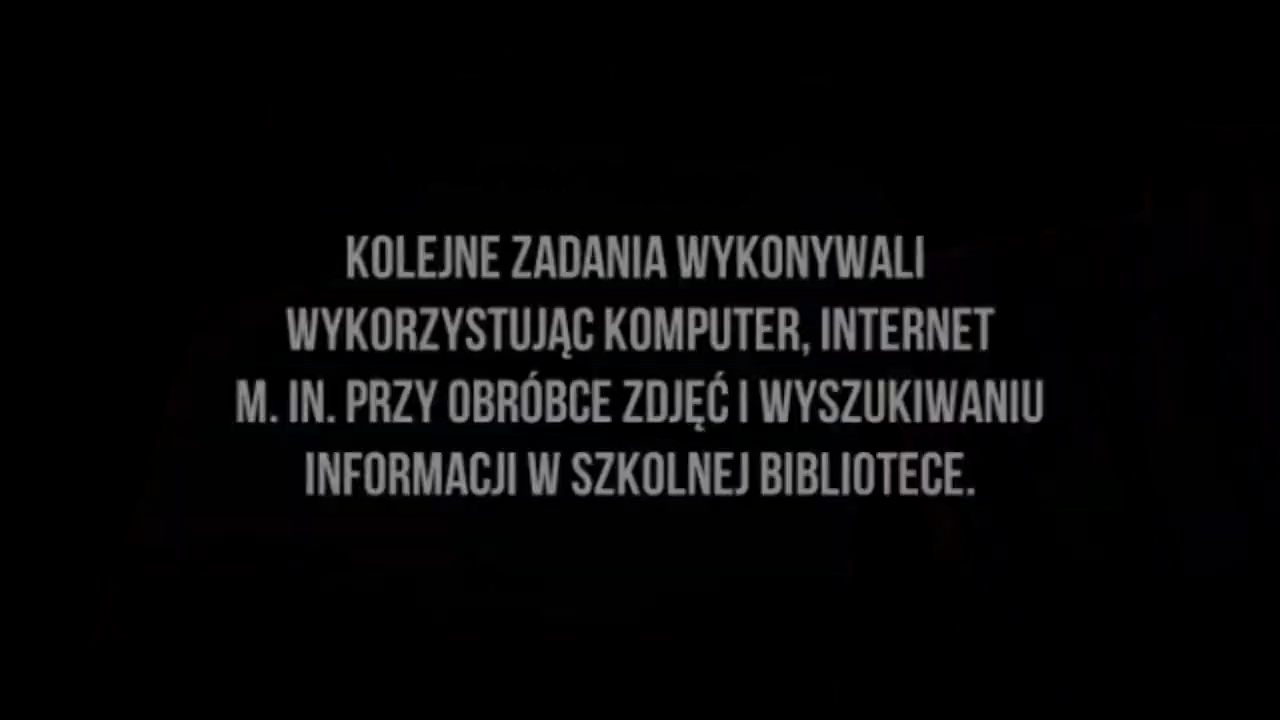 KOLEJNE ZADANIA WYKONYWALI
WYKORZYSTUJĄC KOMPUTER, INTERNET
M. IN. PRZY OBRÓBCE ZDJĘĆ I WYSZUKIWANIU
INFORMACJI W SZKOLNEJ BIBLIOTECE.